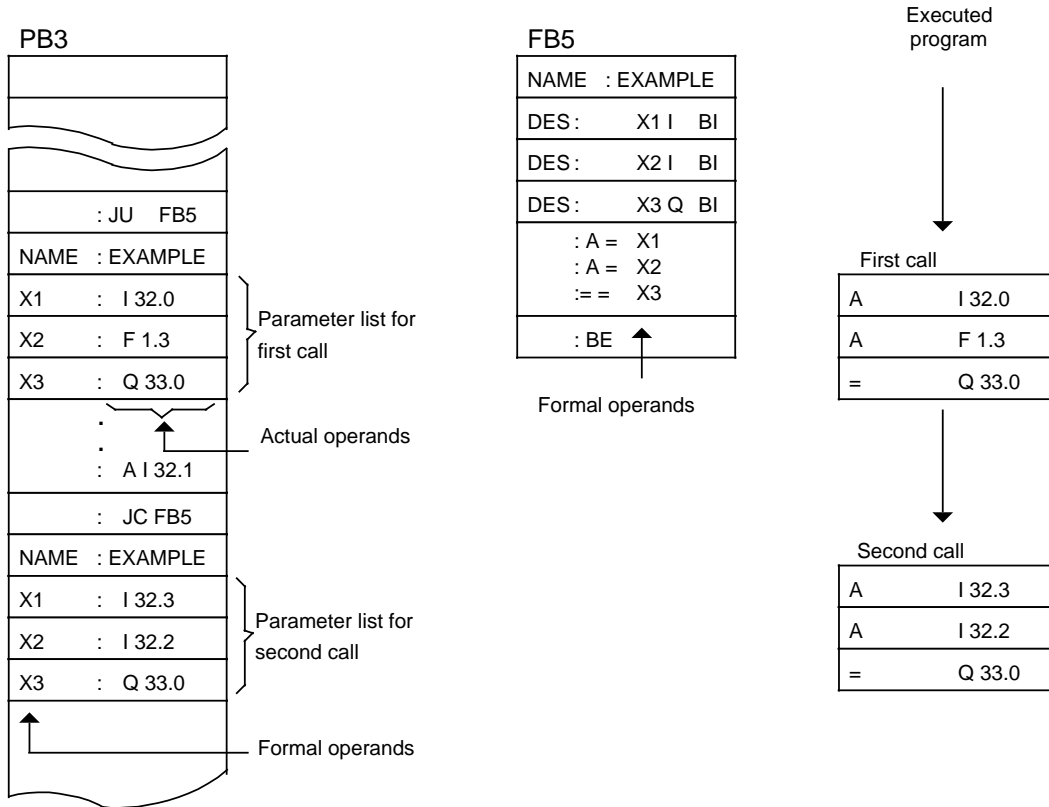 PB3
: JU FB5
NAME : EXAMPLE
X1 : I 32.0
X2 : F 1.3
X3 : Q 33.0
Parameter list for
first call
.
.
Actual operands
: A I 32.1
: JC FB5
NAME : EXAMPLE
X1 : I 32.3
X2 : I 32.2
X3 : Q 33.0
Parameter list for
second call
Formal operands
FB5
NAME : EXAMPLE
DES : X1 I BI
DES : X2 I BI
DES : X3 Q BI
: A = X1
: A = X2
:= = X3
: BE
Formal operands
Executed
program
First call
A I 32.0
A F 1.3
= Q 33.0
Second call
A I 32.3
A I 32.2
= Q 33.0